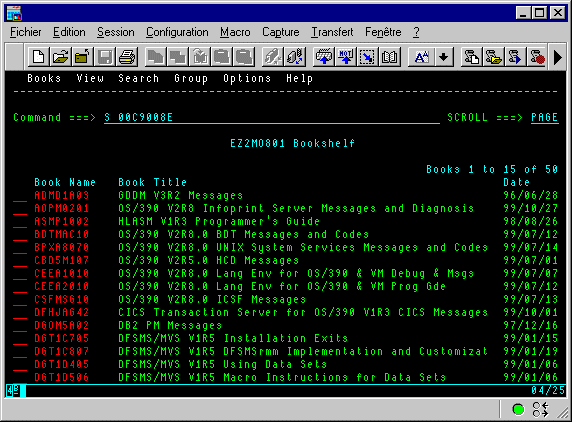 Fichier Edition Session Configuration Macro Capture Transfert Fenêtre ?
Books View Search Group Options Help
Command ===> S 00C9008E SCROLL ===> PAGE
EZ2MO801 Bookshelf
Books 1 to 15 of 50
Book Name Book Title Date
ADMD1A03 GDDM V3R2 Messages 96/06/28
AOPM0201 OS/390 V2R8 Infoprint Server Messages and Diagnosis 99/10/27
ASMP1002 HLASM V1R3 Programmer's Guide 98/08/26
BDTMAC10 OS/390 V2R8.0 BDT Messages and Codes 99/07/12
BPXA8070 OS/390 V2R8.0 UNIX System Services Messages and Codes 99/07/14
CBD5M107 OS/390 V2R5.0 HCD Messages 99/07/01
CEEA1010 OS/390 V2R8.0 Lang Env for OS/390 & VM Debug & Msgs 99/07/07
CEEA2010 OS/390 V2R8.0 Lang Env for OS/390 & VM Prog Gde 99/07/12
CSFMSG10 OS/390 V2R8.0 ICSF Messages 99/07/13
DFHJAG42 CICS Transaction Server for OS/390 V1R3 CICS Messages 99/10/01
DGOM5A02 DB2 PM Messages 97/12/16
DGT1C705 DFSMS/MVS V1R5 Installation Exits 99/01/15
DGT1C807 DFSMS/MVS V1R5 DFSMSrmm Implementation and Customizat 99/01/19
DGT1D405 DFSMS/MVS V1R5 Using Data Sets 99/01/06
DGT1D506 DFSMS/MVS V1R5 Macro Instructions for Data Sets 99/01/06
04/25